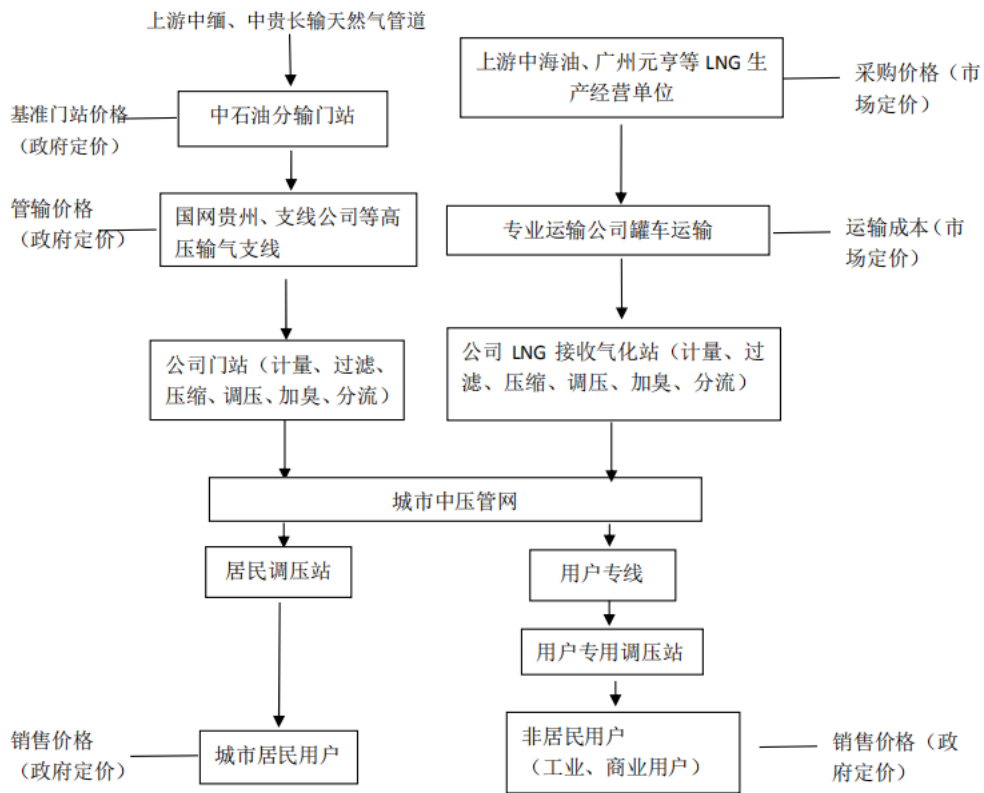 上游中缅、中贵长输天然气管道
上游中海油、广州元亨等 LNG 生
产经营单位
采购价格（市
场定价）
基准门站价格
（政府定价）
中石油分输门站
管输价格
（政府定价）
国网贵州、支线公司等高
压输气支线
专业运输公司罐车运输
运输成本（市
场定价）
公司门站（计量、过滤、
压缩、调压、加臭、分流）
公司 LNG 接收气化站（计量、过
滤、压缩、调压、加臭、分流）
城市中压管网
居民调压站
用户专线
用户专用调压站
销售价格
（政府定价）
城市居民用户
非居民用户
（工业、商业用户）
销售价格（政
府定价）